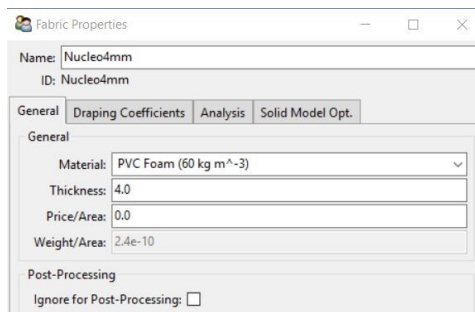 Fabric Properties
Name: Nucleo4mm
ID: Nucleo4mm
General Draping Coefficients Analysis Solid Model Opt.
General
Material: PVC Foam (60 kg m^-3)
Thickness: 4.0
Price/Area: 0.0
Weight/Area: 2.4e-10
Post-Processing
Ignore for Post-Processing: